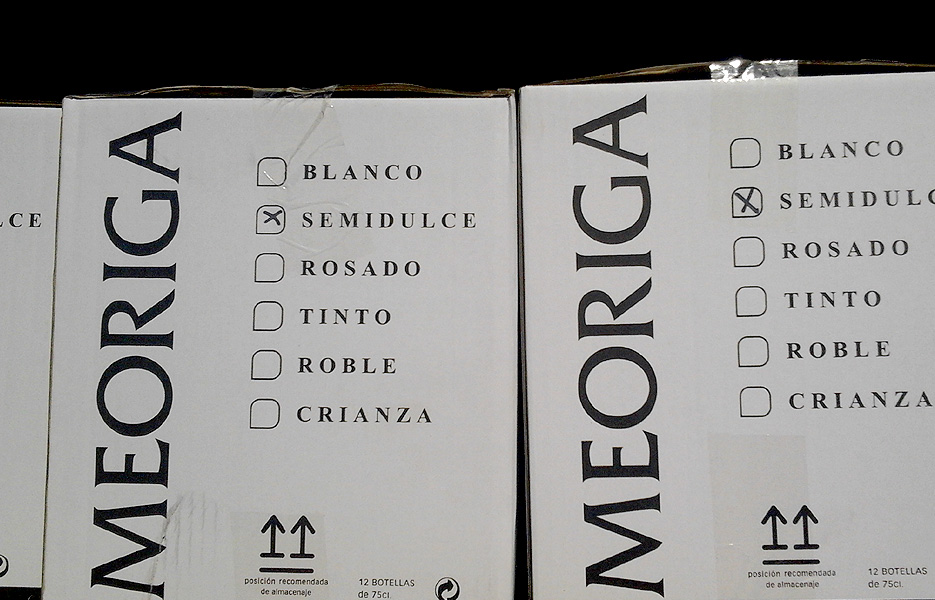 LCE
MEORIGA
BLANCO
SEMIDULCE
ROSADO
TINTO
ROBLE
CRIANZA
posición recomendada
de almacenaje
12 BOTELLAS
de 75cl.
MEORIGA
BLANCO
SEMIDULC
ROSADO
TINTO
ROBLE
CRIANZA
posición recomendada
de almacenaje
12 BOTELLAS
de 75cl.